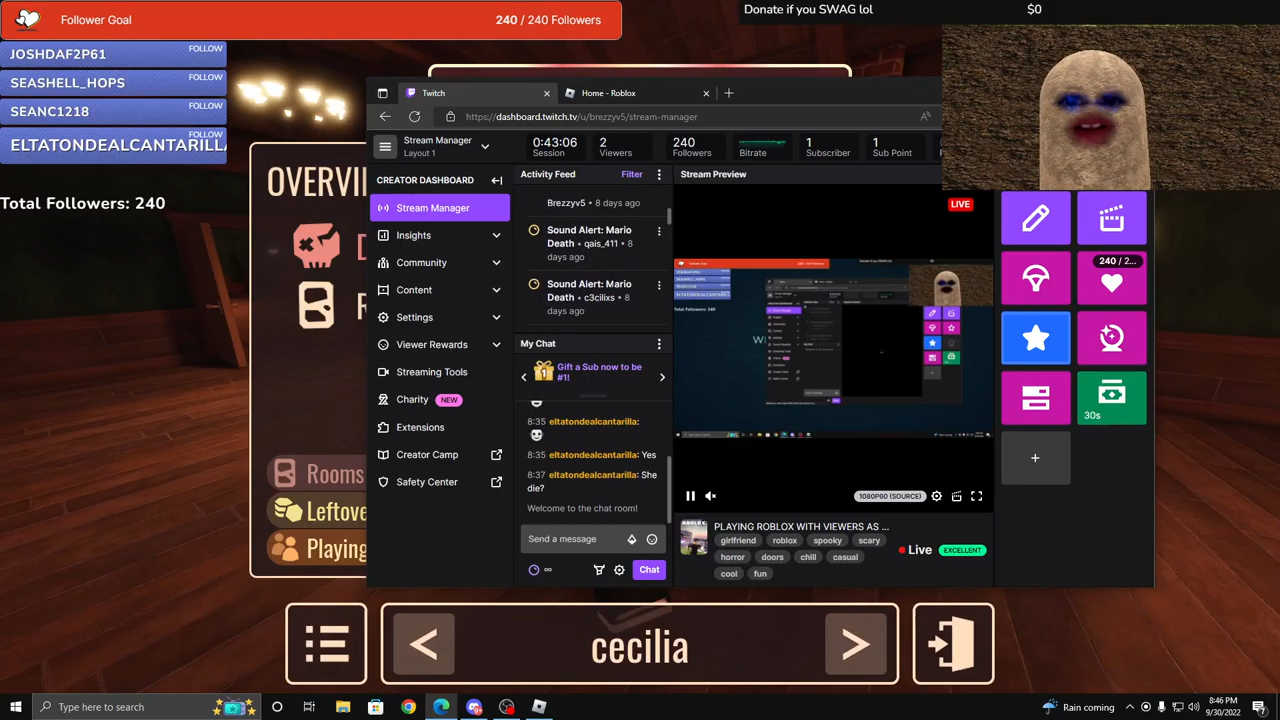 Follower Goal
240 / 240 Followers
Donate if you SWAG lol
$0
JOSHDAF2P61
FOLLOW
SEASHELL_HOPS
FOLLOW
SEANC1218
FOLLOW
ELTATONDEALCANTARILLA
FOLLOW
Total Followers: 240
Twitch
Home - Roblox
https://dashboard.twitch.tv/u/brezzyv5/stream-manager
Stream Manager
Layout 1
0:43:06
Session
2
Viewers
240
Followers
Bitrate
1
Subscriber
1
Sub Point
CREATOR DASHBOARD
Stream Manager
Insights
Community
Content
Settings
Viewer Rewards
Streaming Tools
Charity NEW
Extensions
Creator Camp
Safety Center
Activity Feed
Filter
Brezzyv5 • 8 days ago
Sound Alert: Mario
Death • qais_411 • 8
days ago
Sound Alert: Mario
Death • c3cilixs • 8
days ago
My Chat
Gift a Sub now to be
#1!
1
8:35 eltatondealcantarilla:
8:35 eltatondealcantarilla: Yes
8:37 eltatondealcantarilla: She
die?
Welcome to the chat room!
Send a message
Chat
Stream Preview
LIVE
1080P60 (SOURCE)
PLAYING ROBLOX WITH VIEWERS AS ...
girlfriend roblox spooky scary
horror doors chill casual
cool fun
Live
EXCELLENT
240 / 2...
30s
OVERVI
Rooms
Leftove
Playing
cecilia
Type here to search
Rain coming
8:46 PM
9/30/2022
7